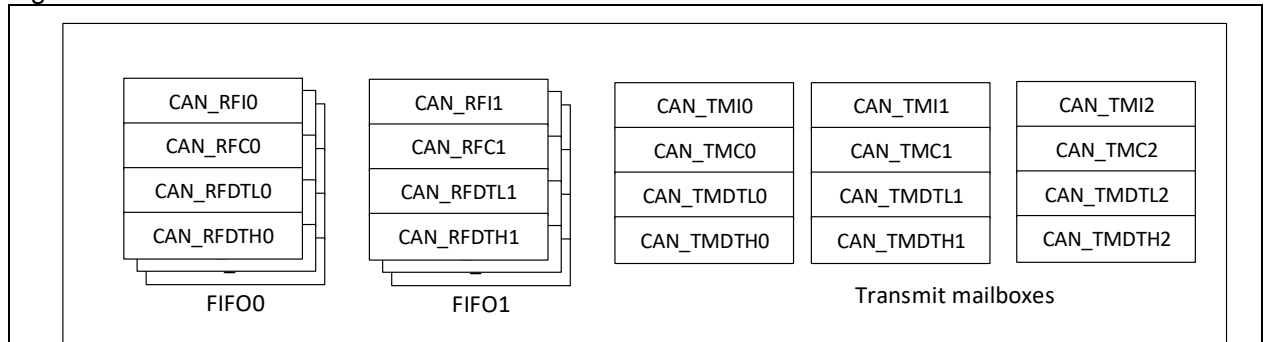 CAN_RFI0 CAN_RFI1 CAN_TMI0 CAN_TMI1 CAN_TMI2
CAN_RFC0 CAN_RFC1 CAN_TMC0 CAN_TMC1 CAN_TMC2
CAN_RFDTL0 CAN_RFDTL1 CAN_TMDTL0 CAN_TMDTL1 CAN_TMDTL2
CAN_RFDTH0 CAN_RFDTH1 CAN_TMDTH0 CAN_TMDTH1 CAN_TMDTH2
FIFO0 FIFO1 Transmit mailboxes